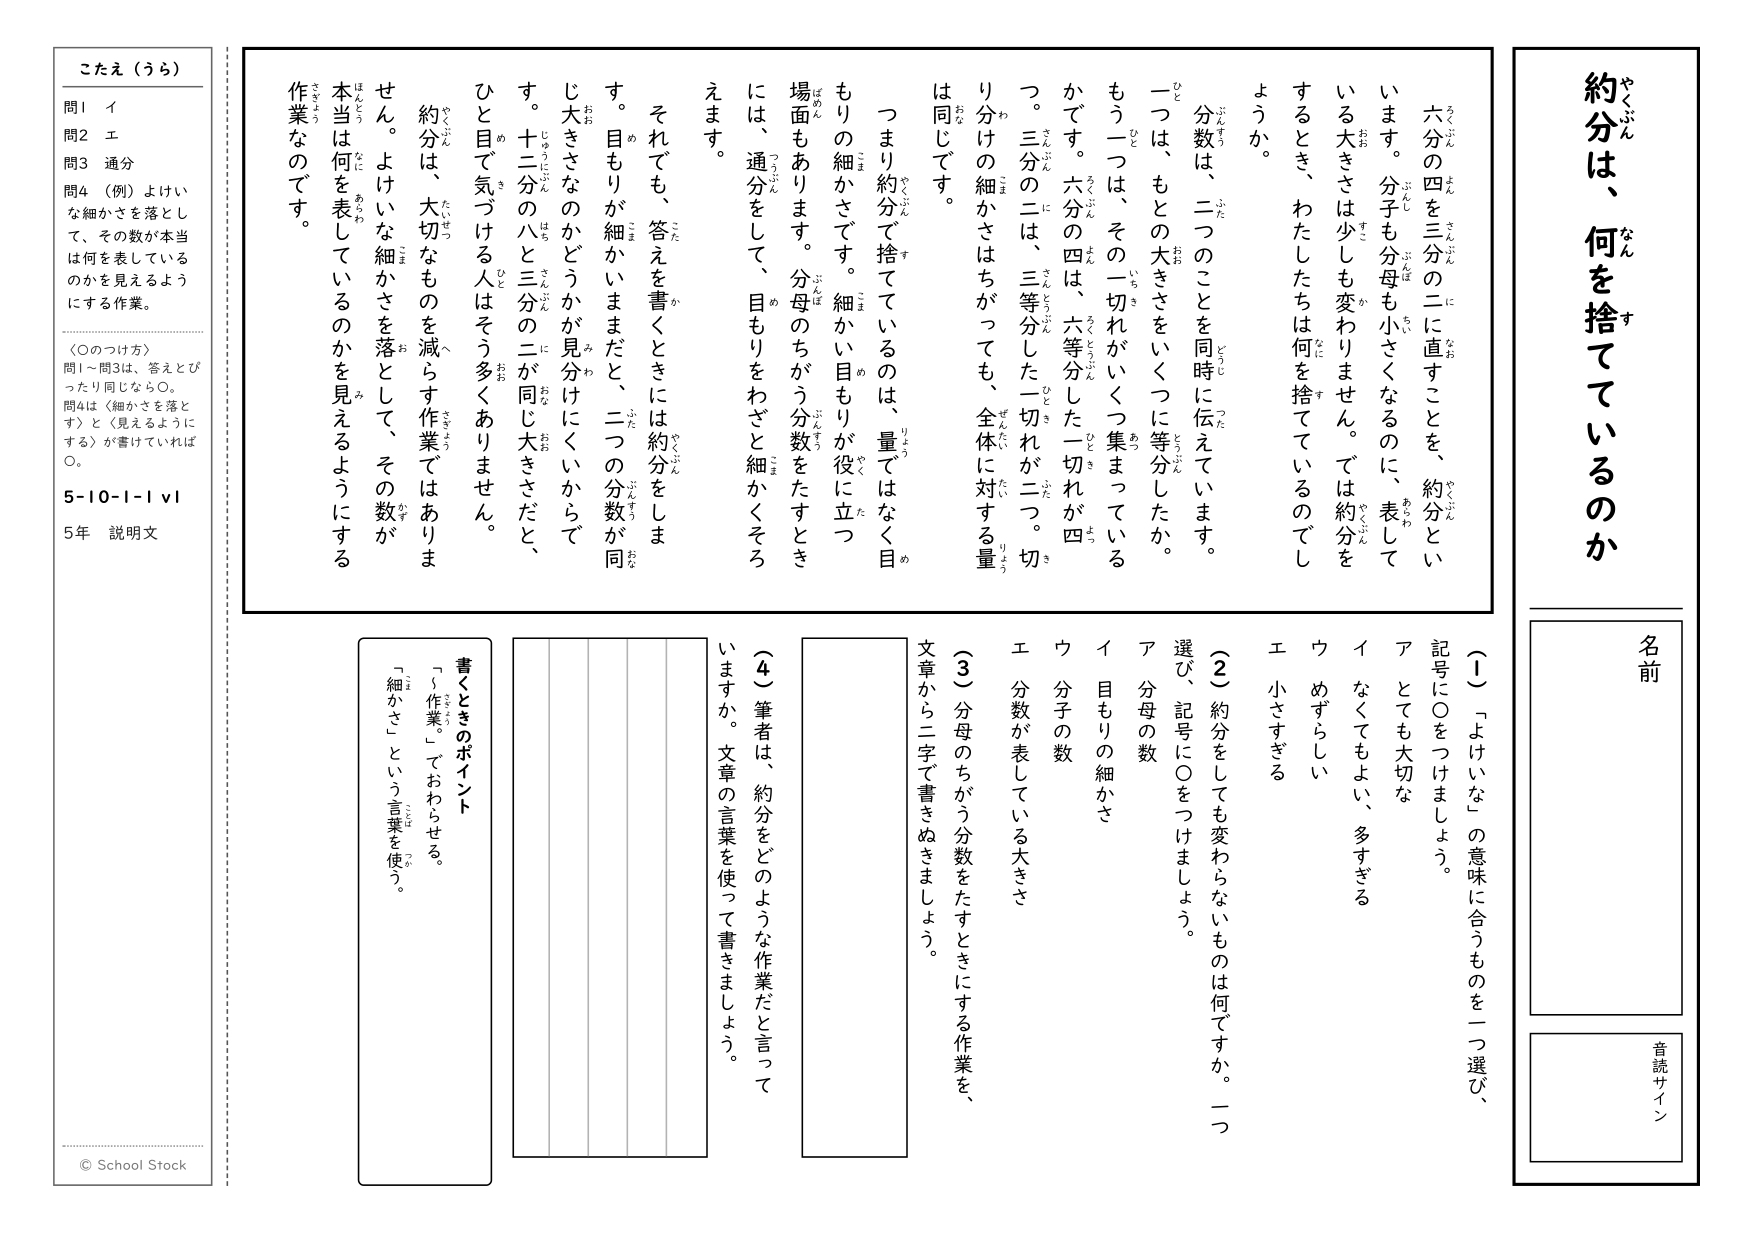 約分は、何を捨てているのか
名前
音読サイン
六分の四を三分の二に直すことを、約分とい
います。分子も分母も小さくなるのに、表して
いる大きさは少しも変わりません。では約分を
するとき、わたしたちは何を捨てているのでし
ょうか。
分数は、二つのことを同時に伝えています。
一つは、もとの大きさをいくつに等分したか。
もう一つは、その一切れがいくつ集まっている
かです。六分の四は、六等分した一切れが四
つ。三分の二は、三等分した一切れが二つ。切
り分けの細かさはちがっても、全体に対する量
は同じです。
つまり約分で捨てているのは、量ではなく目
もりの細かさです。細かい目もりが役に立つ
場面もあります。分母のちがう分数をたすとき
には、通分をして、目もりをわざと細かくそろ
えます。
それでも、答えを書くときには約分をしま
す。目もりが細かいままだと、二つの分数が同
じ大きさなのかどうかが見分けにくいからで
す。十二分の八と三分の二が同じ大きさだと、
ひと目で気づける人はそう多くありません。
約分は、大切なものを減らす作業ではありま
せん。よけいな細かさを落として、その数が
本当は何を表しているのかを見えるようにする
作業なのです。
(1)「よけいな」の意味に合うものを一つ選び、
記号に○をつけましょう。
ア とても大切な
イ なくてもよい、多すぎる
ウ めずらしい
エ 小さすぎる
(2) 約分をしても変わらないものは何ですか。一つ
選び、記号に○をつけましょう。
ア 分母の数
イ 目もりの細かさ
ウ 分子の数
エ 分数が表している大きさ
(3) 分母のちがう分数をたすときにする作業を、
文章から二字で書きぬきましょう。
(4) 筆者は、約分をどのような作業だと言って
いますか。文章の言葉を使って書きましょう。
書くときのポイント
「～作業。」でおわらせる。
「細かさ」という言葉を使う。
こたえ（うら）
問1 イ
問2 エ
問3 通分
問4 （例）よけい
な細かさを落とし
て、その数が本当
は何を表している
のかを見えるよう
にする作業。
〈○のつけ方〉
問1～問3は、答えとぴ
ったり同じなら○。
問4は〈細かさを落と
す〉と〈見えるように
する〉が書けていれば
○。
5-10-1-1 v1
5年 説明文
© School Stock